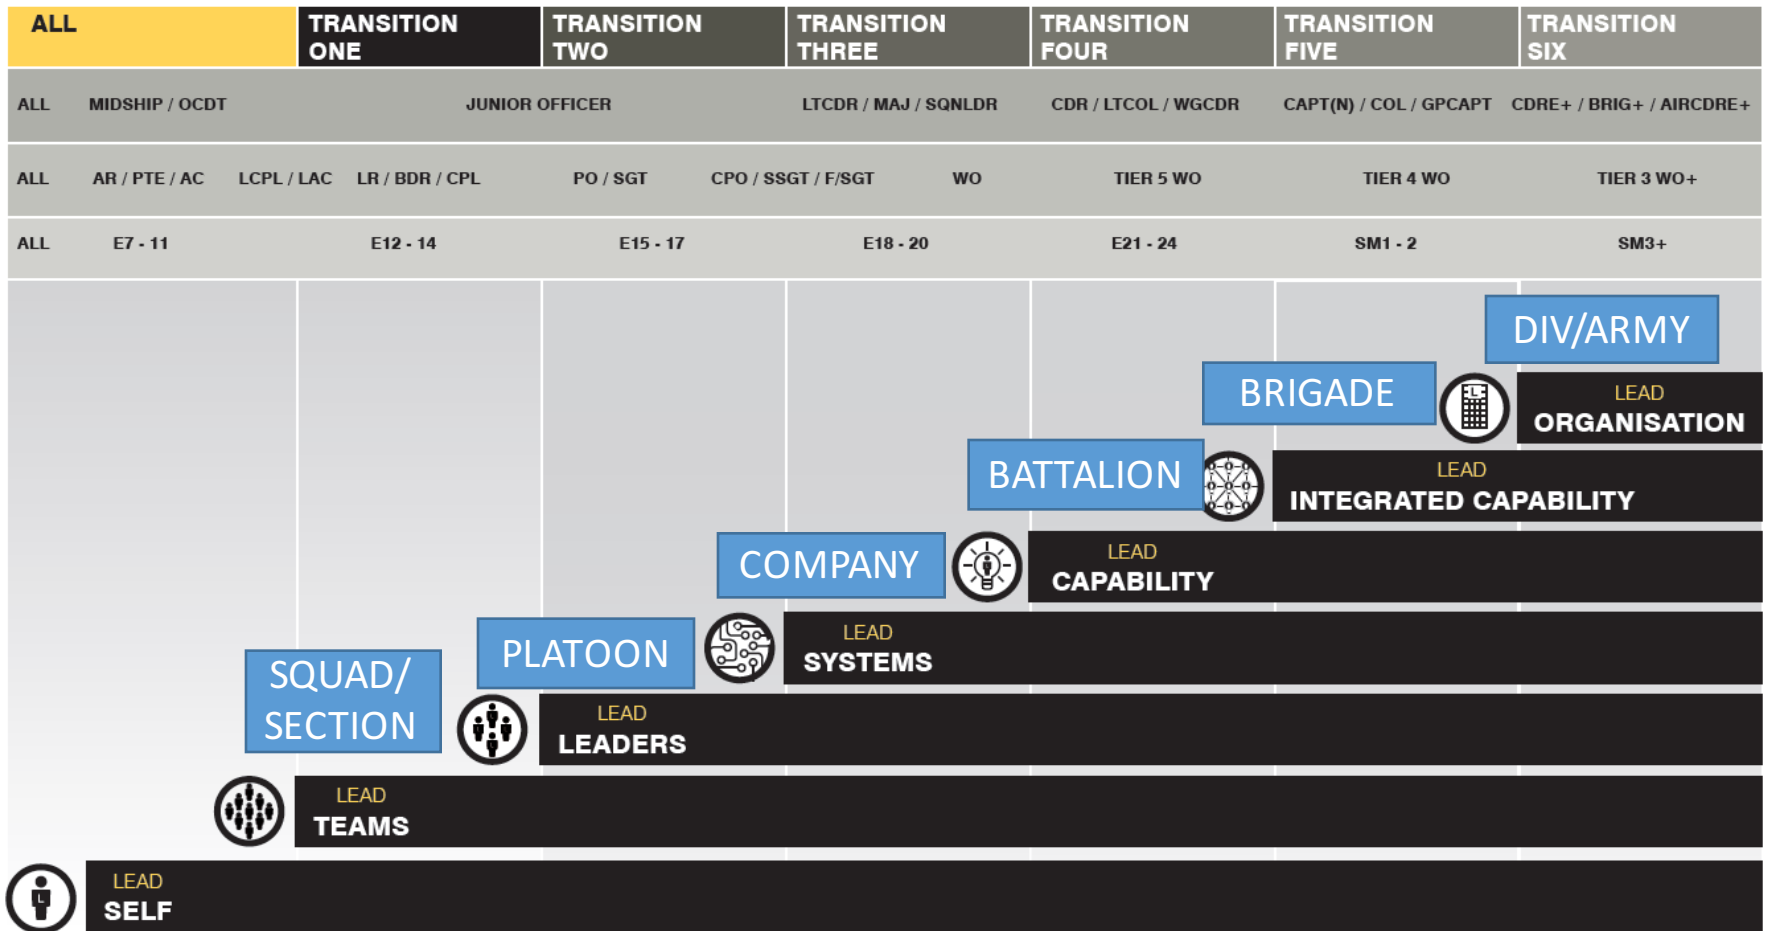 ALL
TRANSITION
ONE
TRANSITION
TWO
TRANSITION
THREE
TRANSITION
FOUR
TRANSITION
FIVE
TRANSITION
SIX
ALL MIDSHIP / OCDT JUNIOR OFFICER LTCDR / MAJ / SQNLDR CDR / LTCOL / WGCDR CAPT(N) / COL / GPCAPT CDRE+ / BRIG+ / AIRCDRE+
ALL AR / PTE / AC LCPL / LAC LR / BDR / CPL PO / SGT CPO / SSGT / F/SGT WO TIER 5 WO TIER 4 WO TIER 3 WO+
ALL E7 - 11 E12 - 14 E15 - 17 E18 - 20 E21 - 24 SM1 - 2 SM3+
DIV/ARMY
BRIGADE
L
LEAD
ORGANISATION
BATTALION
LEAD
INTEGRATED CAPABILITY
COMPANY
LEAD
CAPABILITY
PLATOON
LEAD
SYSTEMS
SQUAD/
SECTION
LEAD
LEADERS
LEAD
TEAMS
L
LEAD
SELF